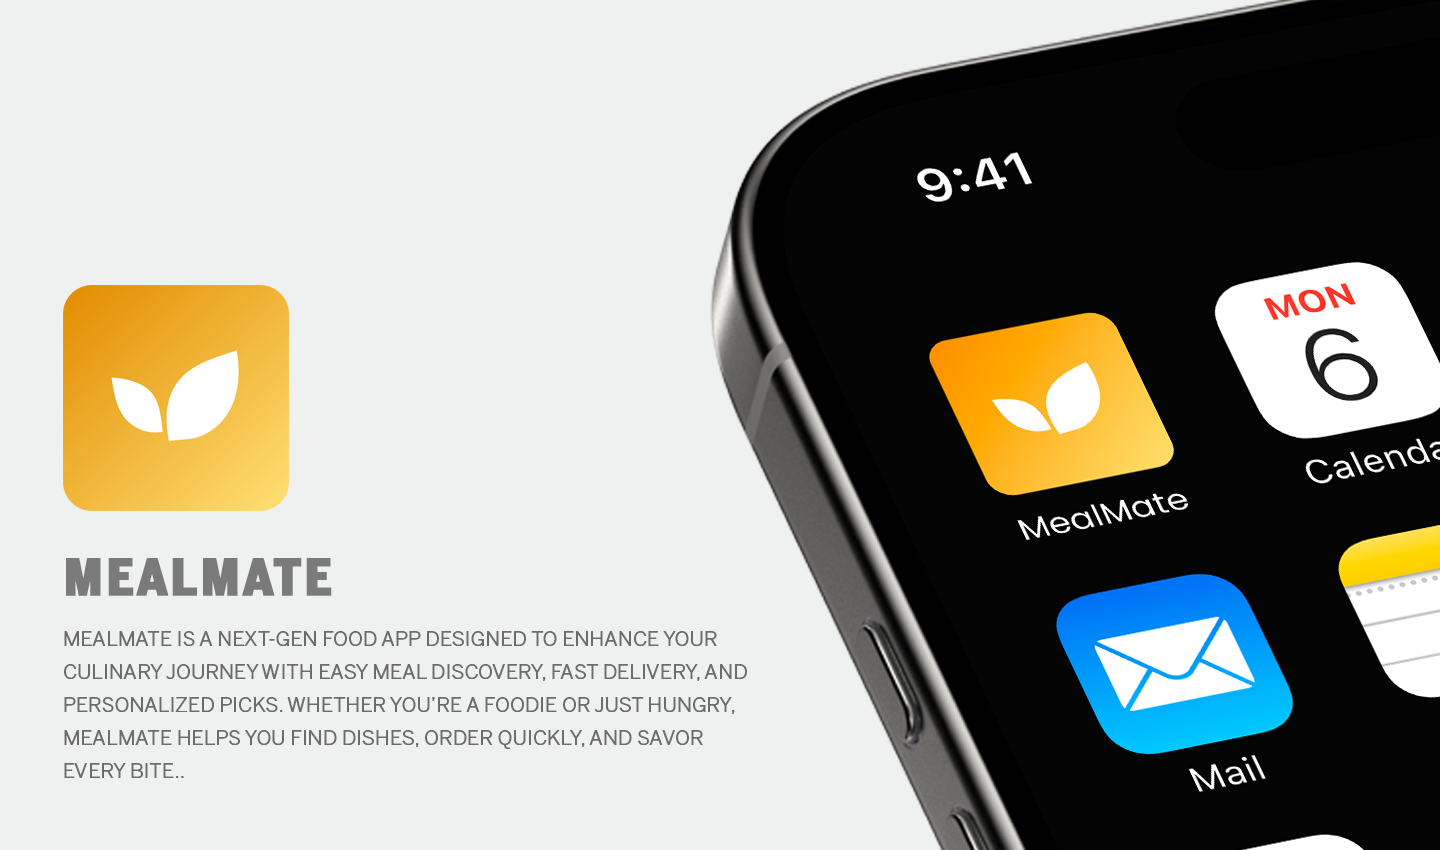 9:41
MON
6
MealMate
Calenda
Mail
MEALMATE
MEALMATE IS A NEXT-GEN FOOD APP DESIGNED TO ENHANCE YOUR
CULINARY JOURNEY WITH EASY MEAL DISCOVERY, FAST DELIVERY, AND
PERSONALIZED PICKS. WHETHER YOU'RE A FOODIE OR JUST HUNGRY,
MEALMATE HELPS YOU FIND DISHES, ORDER QUICKLY, AND SAVOR
EVERY BITE..